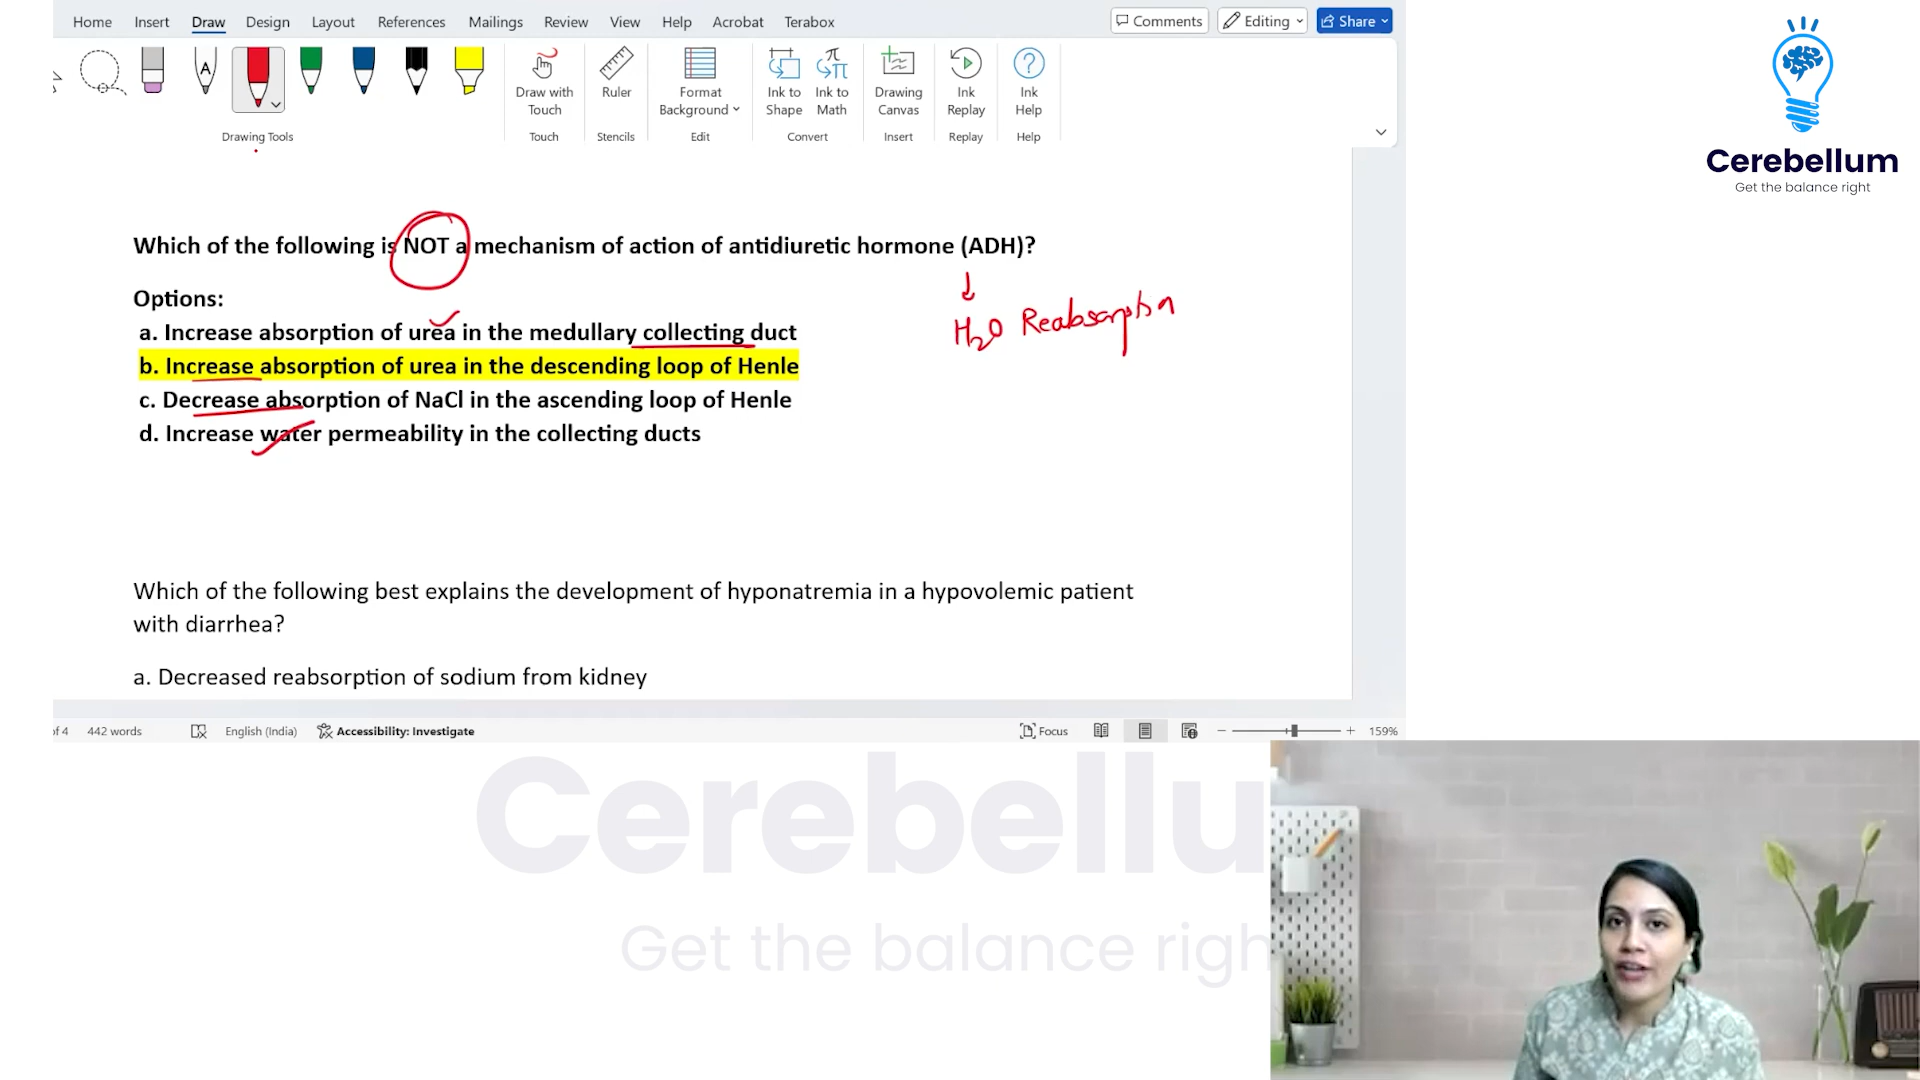 Home Insert Draw Design Layout References Mailings Review View Help Acrobat Terabox Comments Editing Share
A
Draw with Touch
Ruler
Format Background
Ink to Shape
Ink to Math
Drawing Canvas
Ink Replay
Ink Help
Drawing Tools Touch Stencils Edit Convert Insert Replay Help
Cerebellum
Get the balance right
Which of the following is NOT a mechanism of action of antidiuretic hormone (ADH)?
Options:
a. Increase absorption of urea in the medullary collecting duct
b. Increase absorption of urea in the descending loop of Henle
c. Decrease absorption of NaCl in the ascending loop of Henle
d. Increase water permeability in the collecting ducts
H2O Reabsorption
Which of the following best explains the development of hyponatremia in a hypovolemic patient
with diarrhea?
a. Decreased reabsorption of sodium from kidney
of 4 442 words English (India) Accessibility: Investigate Focus 159%
Cerebellu
Get the balance righ